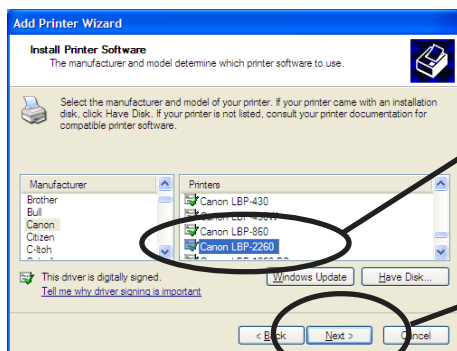 Add Printer Wizard
Install Printer Software
The manufacturer and model determine which printer software to use.
Select the manufacturer and model of your printer. If your printer came with an installation
disk, click Have Disk. If your printer is not listed, consult your printer documentation for
compatible printer software.
Manufacturer
Brother
Bull
Canon
Citizen
C-Itoh
Printers
Canon LBP-430
Canon LBP-430W
Canon LBP-860
Canon LBP-2260
This driver is digitally signed.
Tell me why driver signing is important
Windows Update
Have Disk...
< Back
Next >
Cancel